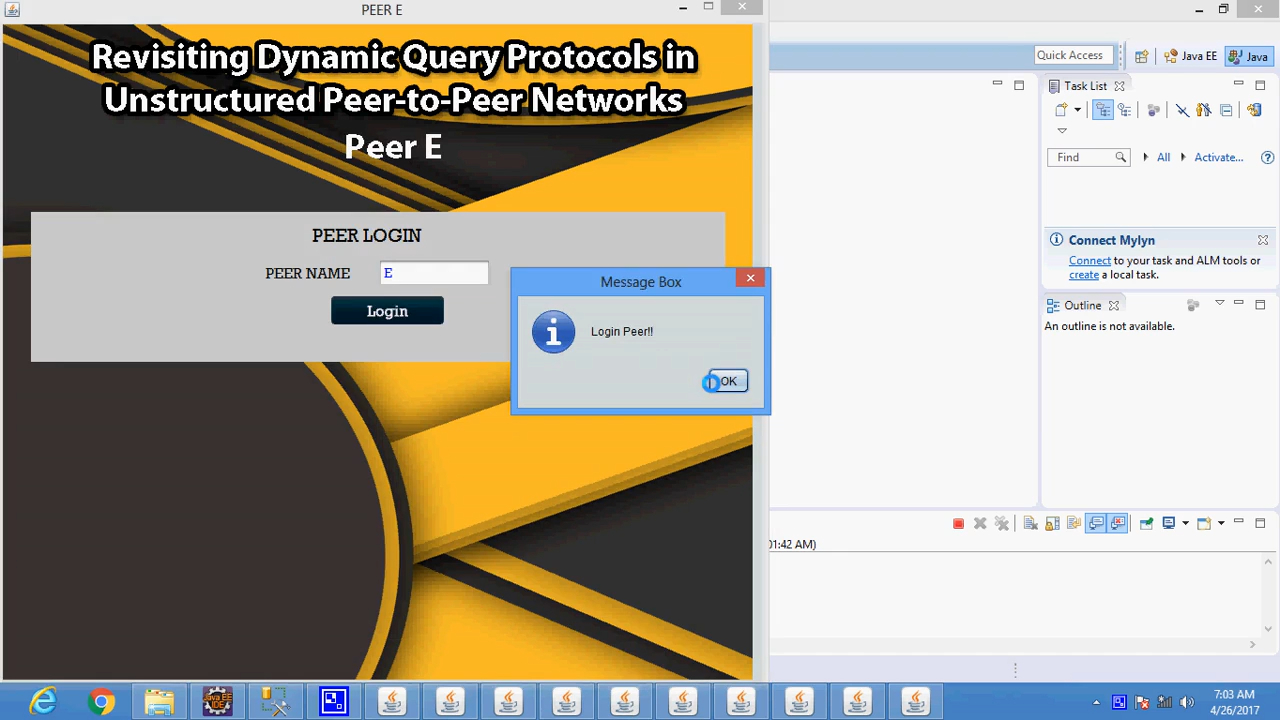 PEER E
Revisiting Dynamic Query Protocols in
Unstructured Peer-to-Peer Networks
Peer E
PEER LOGIN
PEER NAME
E
Login
Message Box
Login Peer!!
OK
Quick Access
Java EE
Java
Task List
Find
All
Activate...
Connect Mylyn
Connect to your task and ALM tools or
create a local task.
Outline
An outline is not available.
01:42 AM)
Java EE
IDE
7:03 AM
4/26/2017